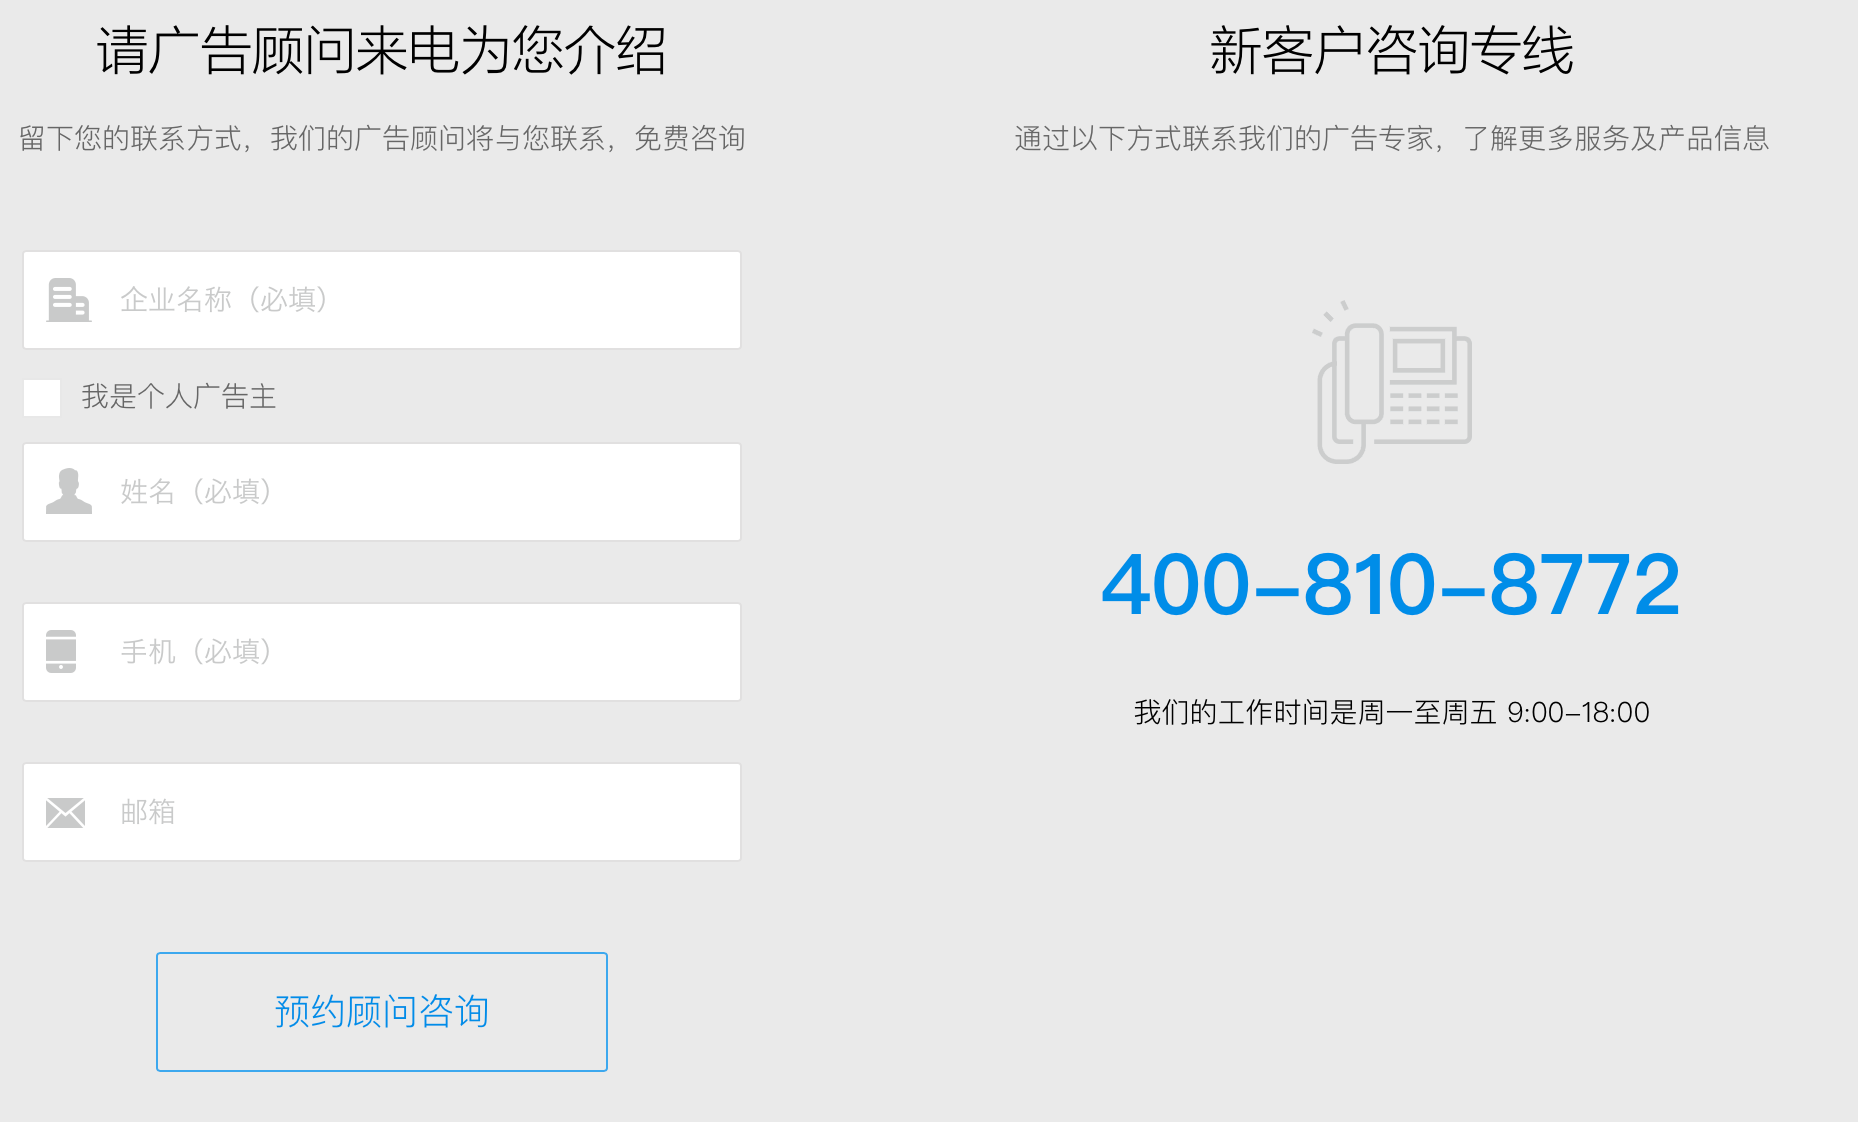 请广告顾问来电为您介绍
留下您的联系方式，我们的广告顾问将与您联系，免费咨询
企业名称（必填）
我是个人广告主
姓名（必填）
手机（必填）
邮箱
预约顾问咨询
新客户咨询专线
通过以下方式联系我们的广告专家，了解更多服务及产品信息
400-810-8772
我们的工作时间是周一至周五 9:00-18:00